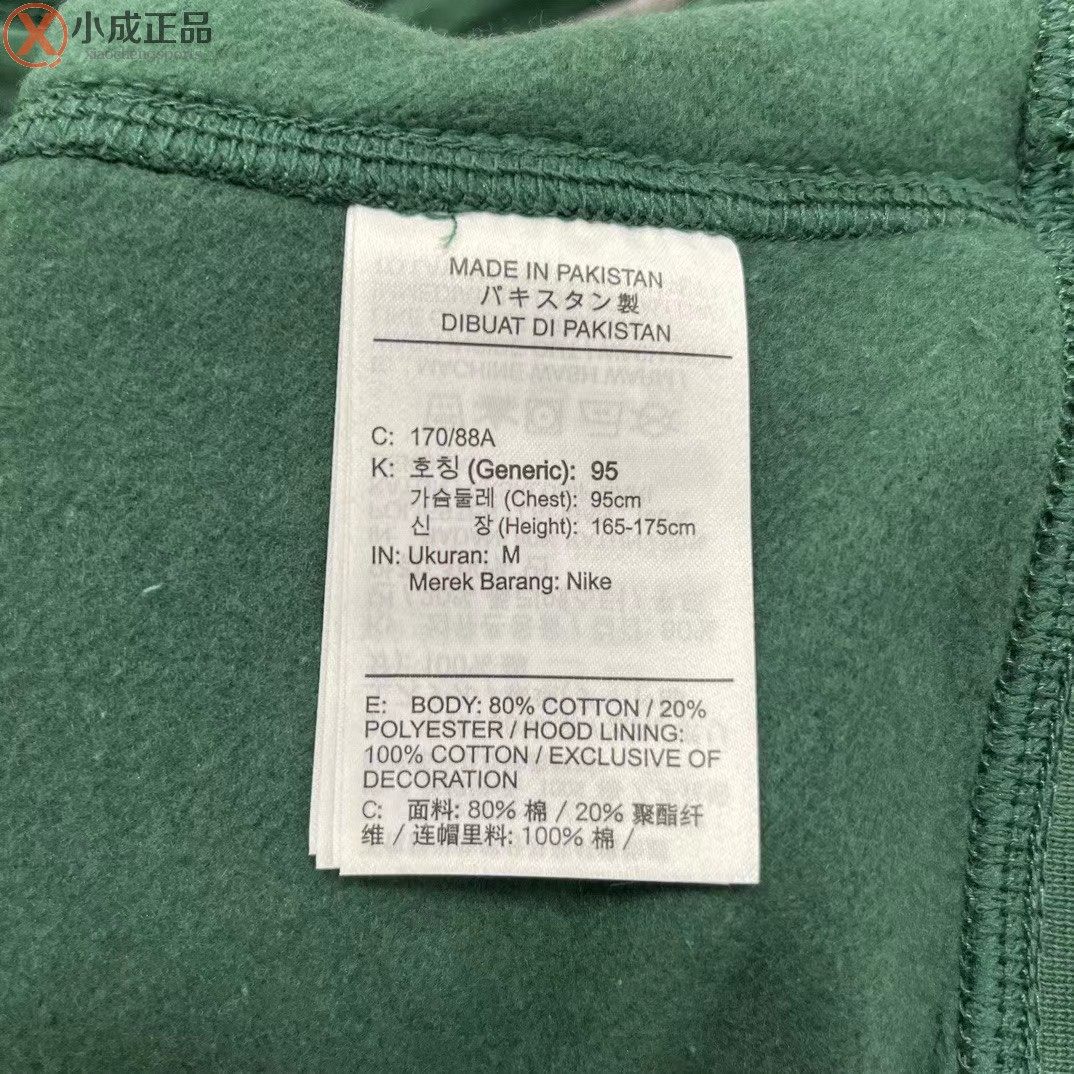 小成正品
xiaochengsports
MADE IN PAKISTAN
パキスタン製
DIBUAT DI PAKISTAN
C: 170/88A
K: 호칭 (Generic): 95
가슴둘레 (Chest): 95cm
신 장 (Height): 165-175cm
IN: Ukuran: M
Merek Barang: Nike
E: BODY: 80% COTTON / 20%
POLYESTER / HOOD LINING:
100% COTTON / EXCLUSIVE OF
DECORATION
C: 面料: 80% 棉 / 20% 聚酯纤
维 / 连帽里料: 100% 棉 /